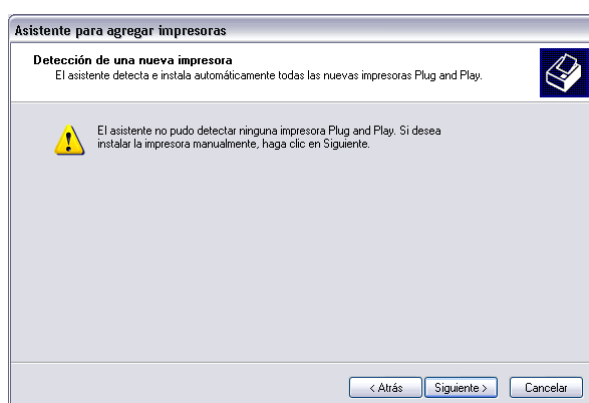 Asistente para agregar impresoras
Detección de una nueva impresora
El asistente detecta e instala automáticamente todas las nuevas impresoras Plug and Play.
El asistente no pudo detectar ninguna impresora Plug and Play. Si desea
instalar la impresora manualmente, haga clic en Siguiente.
< Atrás Siguiente > Cancelar